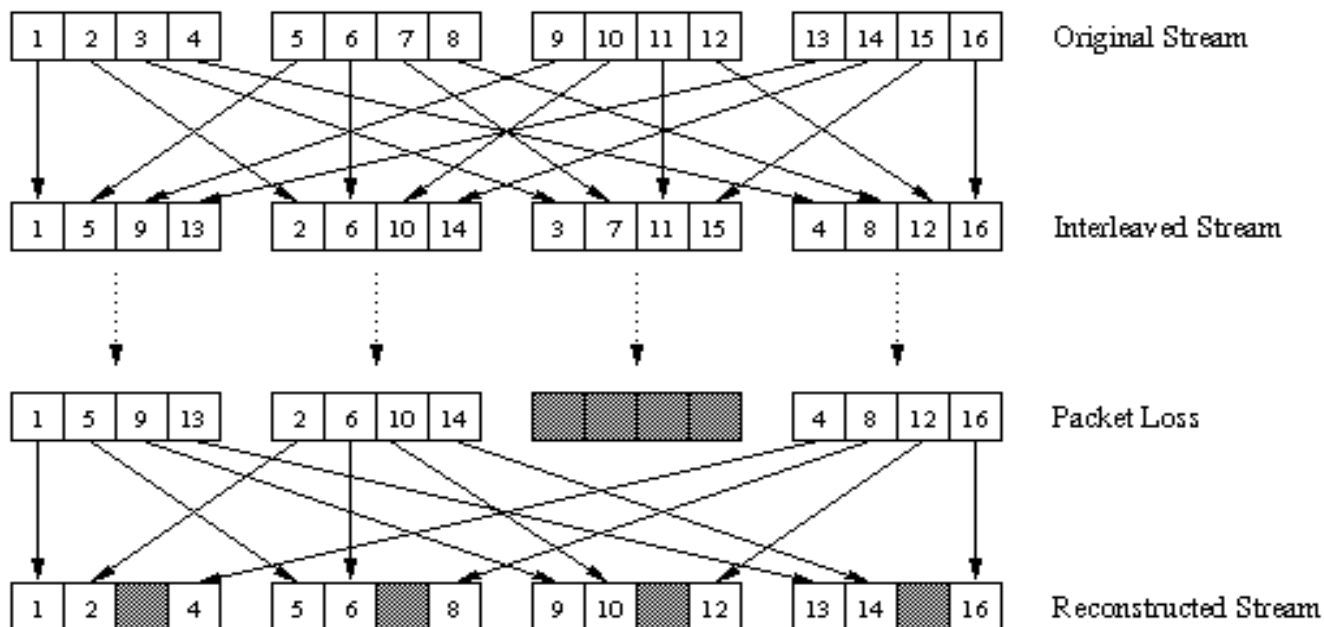 1 2 3 4 5 6 7 8 9 10 11 12 13 14 15 16 Original Stream
1 5 9 13 2 6 10 14 3 7 11 15 4 8 12 16 Interleaved Stream
1 5 9 13 2 6 10 14 4 8 12 16 Packet Loss
1 2 4 5 6 8 9 10 12 13 14 16 Reconstructed Stream